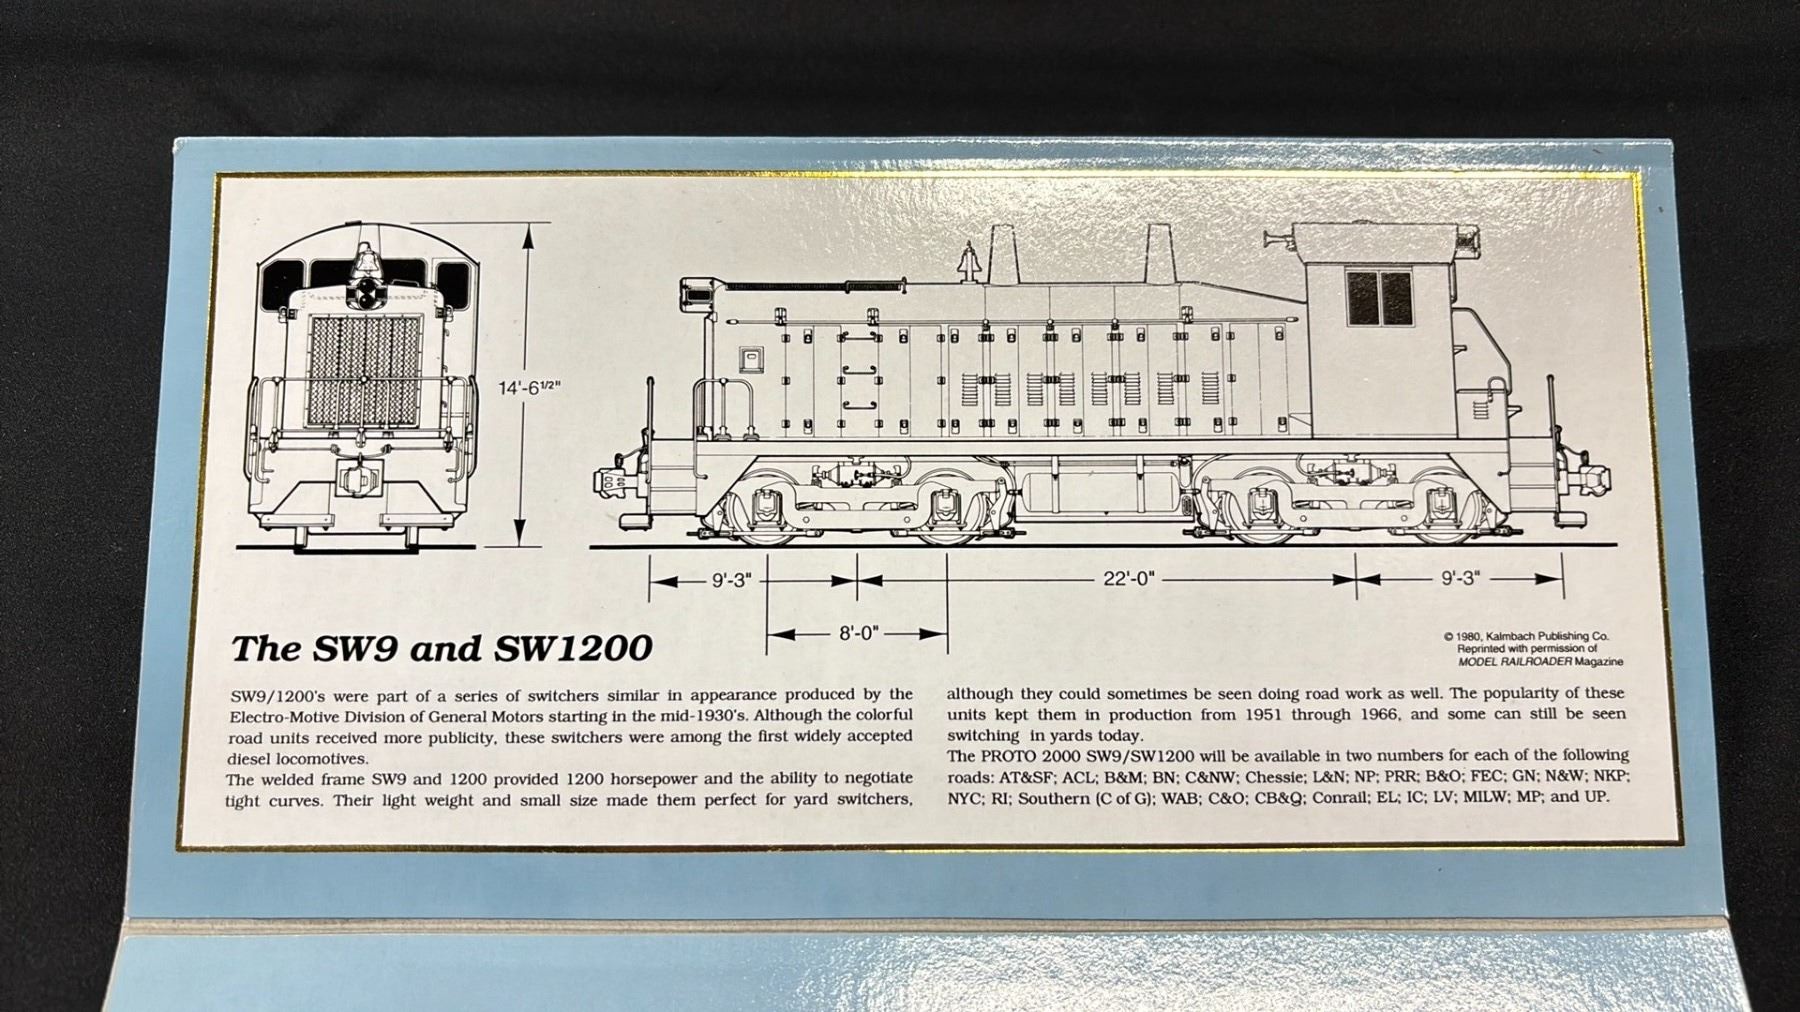 14'-6 1/2"
9'-3"
22'-0"
9'-3"
8'-0"
The SW9 and SW1200
© 1980, Kalmbach Publishing Co.
Reprinted with permission of
MODEL RAILROADER Magazine
SW9/1200's were part of a series of switchers similar in appearance produced by the
Electro-Motive Division of General Motors starting in the mid-1930's. Although the colorful
road units received more publicity, these switchers were among the first widely accepted
diesel locomotives.
The welded frame SW9 and 1200 provided 1200 horsepower and the ability to negotiate
tight curves. Their light weight and small size made them perfect for yard switchers,
although they could sometimes be seen doing road work as well. The popularity of these
units kept them in production from 1951 through 1966, and some can still be seen
switching in yards today.
The PROTO 2000 SW9/SW1200 will be available in two numbers for each of the following
roads: AT&SF; ACL; B&M; BN; C&NW; Chessie; L&N; NP; PRR; B&O; FEC; GN; N&W; NKP;
NYC; RI; Southern (C of G); WAB; C&O; CB&Q; Conrail; EL; IC; LV; MILW; MP; and UP.